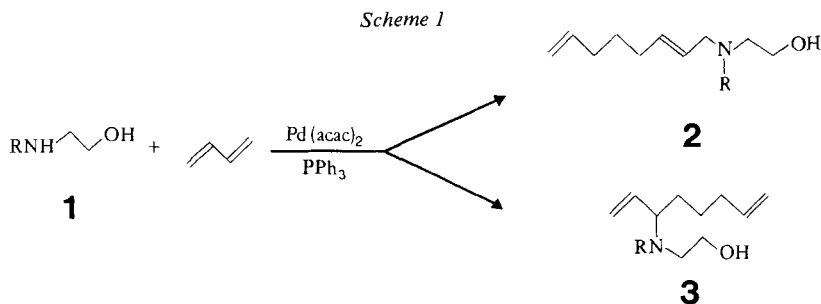 Scheme 1
N
OH
R
2
RNH
OH
+
Pd (acac)2
PPh3
1
RN
OH
3